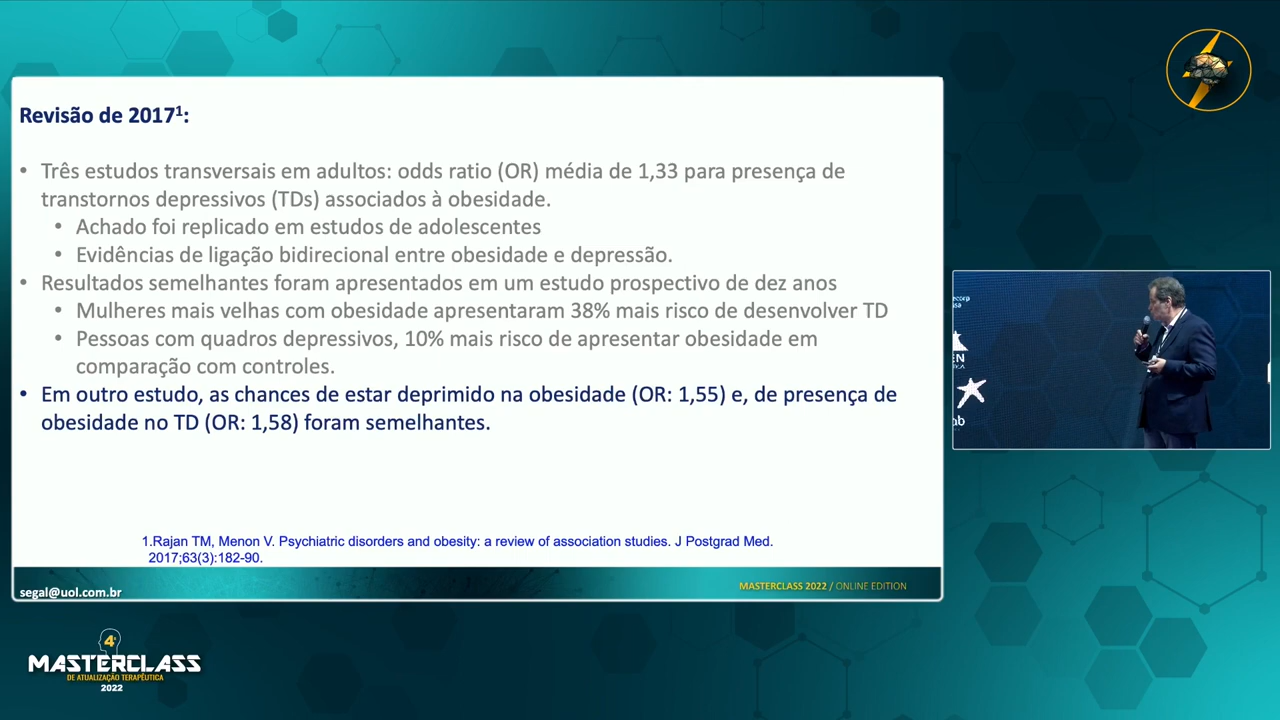 Revisão de 2017¹:
• Três estudos transversais em adultos: odds ratio (OR) média de 1,33 para presença de
transtornos depressivos (TDs) associados à obesidade.
• Achado foi replicado em estudos de adolescentes
• Evidências de ligação bidirecional entre obesidade e depressão.
• Resultados semelhantes foram apresentados em um estudo prospectivo de dez anos
• Mulheres mais velhas com obesidade apresentaram 38% mais risco de desenvolver TD
• Pessoas com quadros depressivos, 10% mais risco de apresentar obesidade em
comparação com controles.
• Em outro estudo, as chances de estar deprimido na obesidade (OR: 1,55) e, de presença de
obesidade no TD (OR: 1,58) foram semelhantes.
1.Rajan TM, Menon V. Psychiatric disorders and obesity: a review of association studies. J Postgrad Med.
2017;63(3):182-90.
segal@uol.com.br
MASTERCLASS 2022 / ONLINE EDITION
4ª
MASTERCLASS
DE ATUALIZAÇÃO TERAPÊUTICA
2022